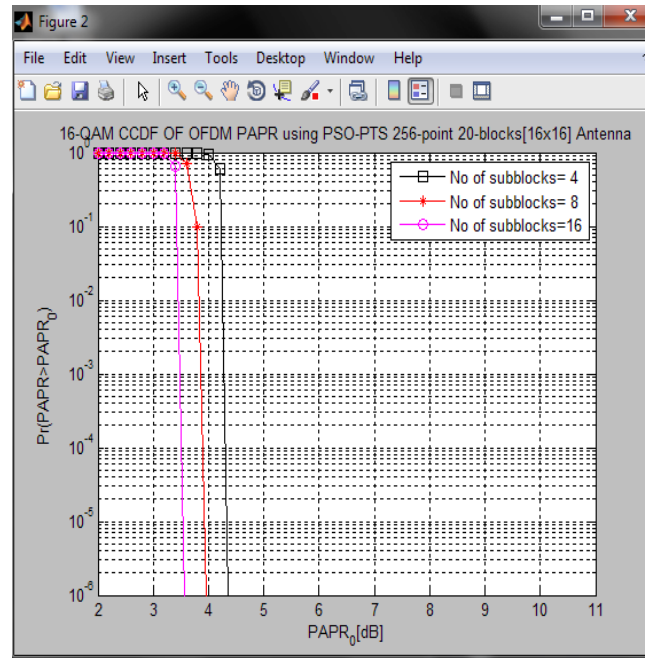 Figure 2
File Edit View Insert Tools Desktop Window Help
16-QAM CCDF OF OFDM PAPR using PSO-PTS 256-point 20-blocks[16x16] Antenna
No of subblocks= 4
No of subblocks= 8
No of subblocks=16
10^0
10^-1
10^-2
10^-3
10^-4
10^-5
10^-6
Pr(PAPR>PAPR_0)
2 3 4 5 6 7 8 9 10 11
PAPR_0[dB]